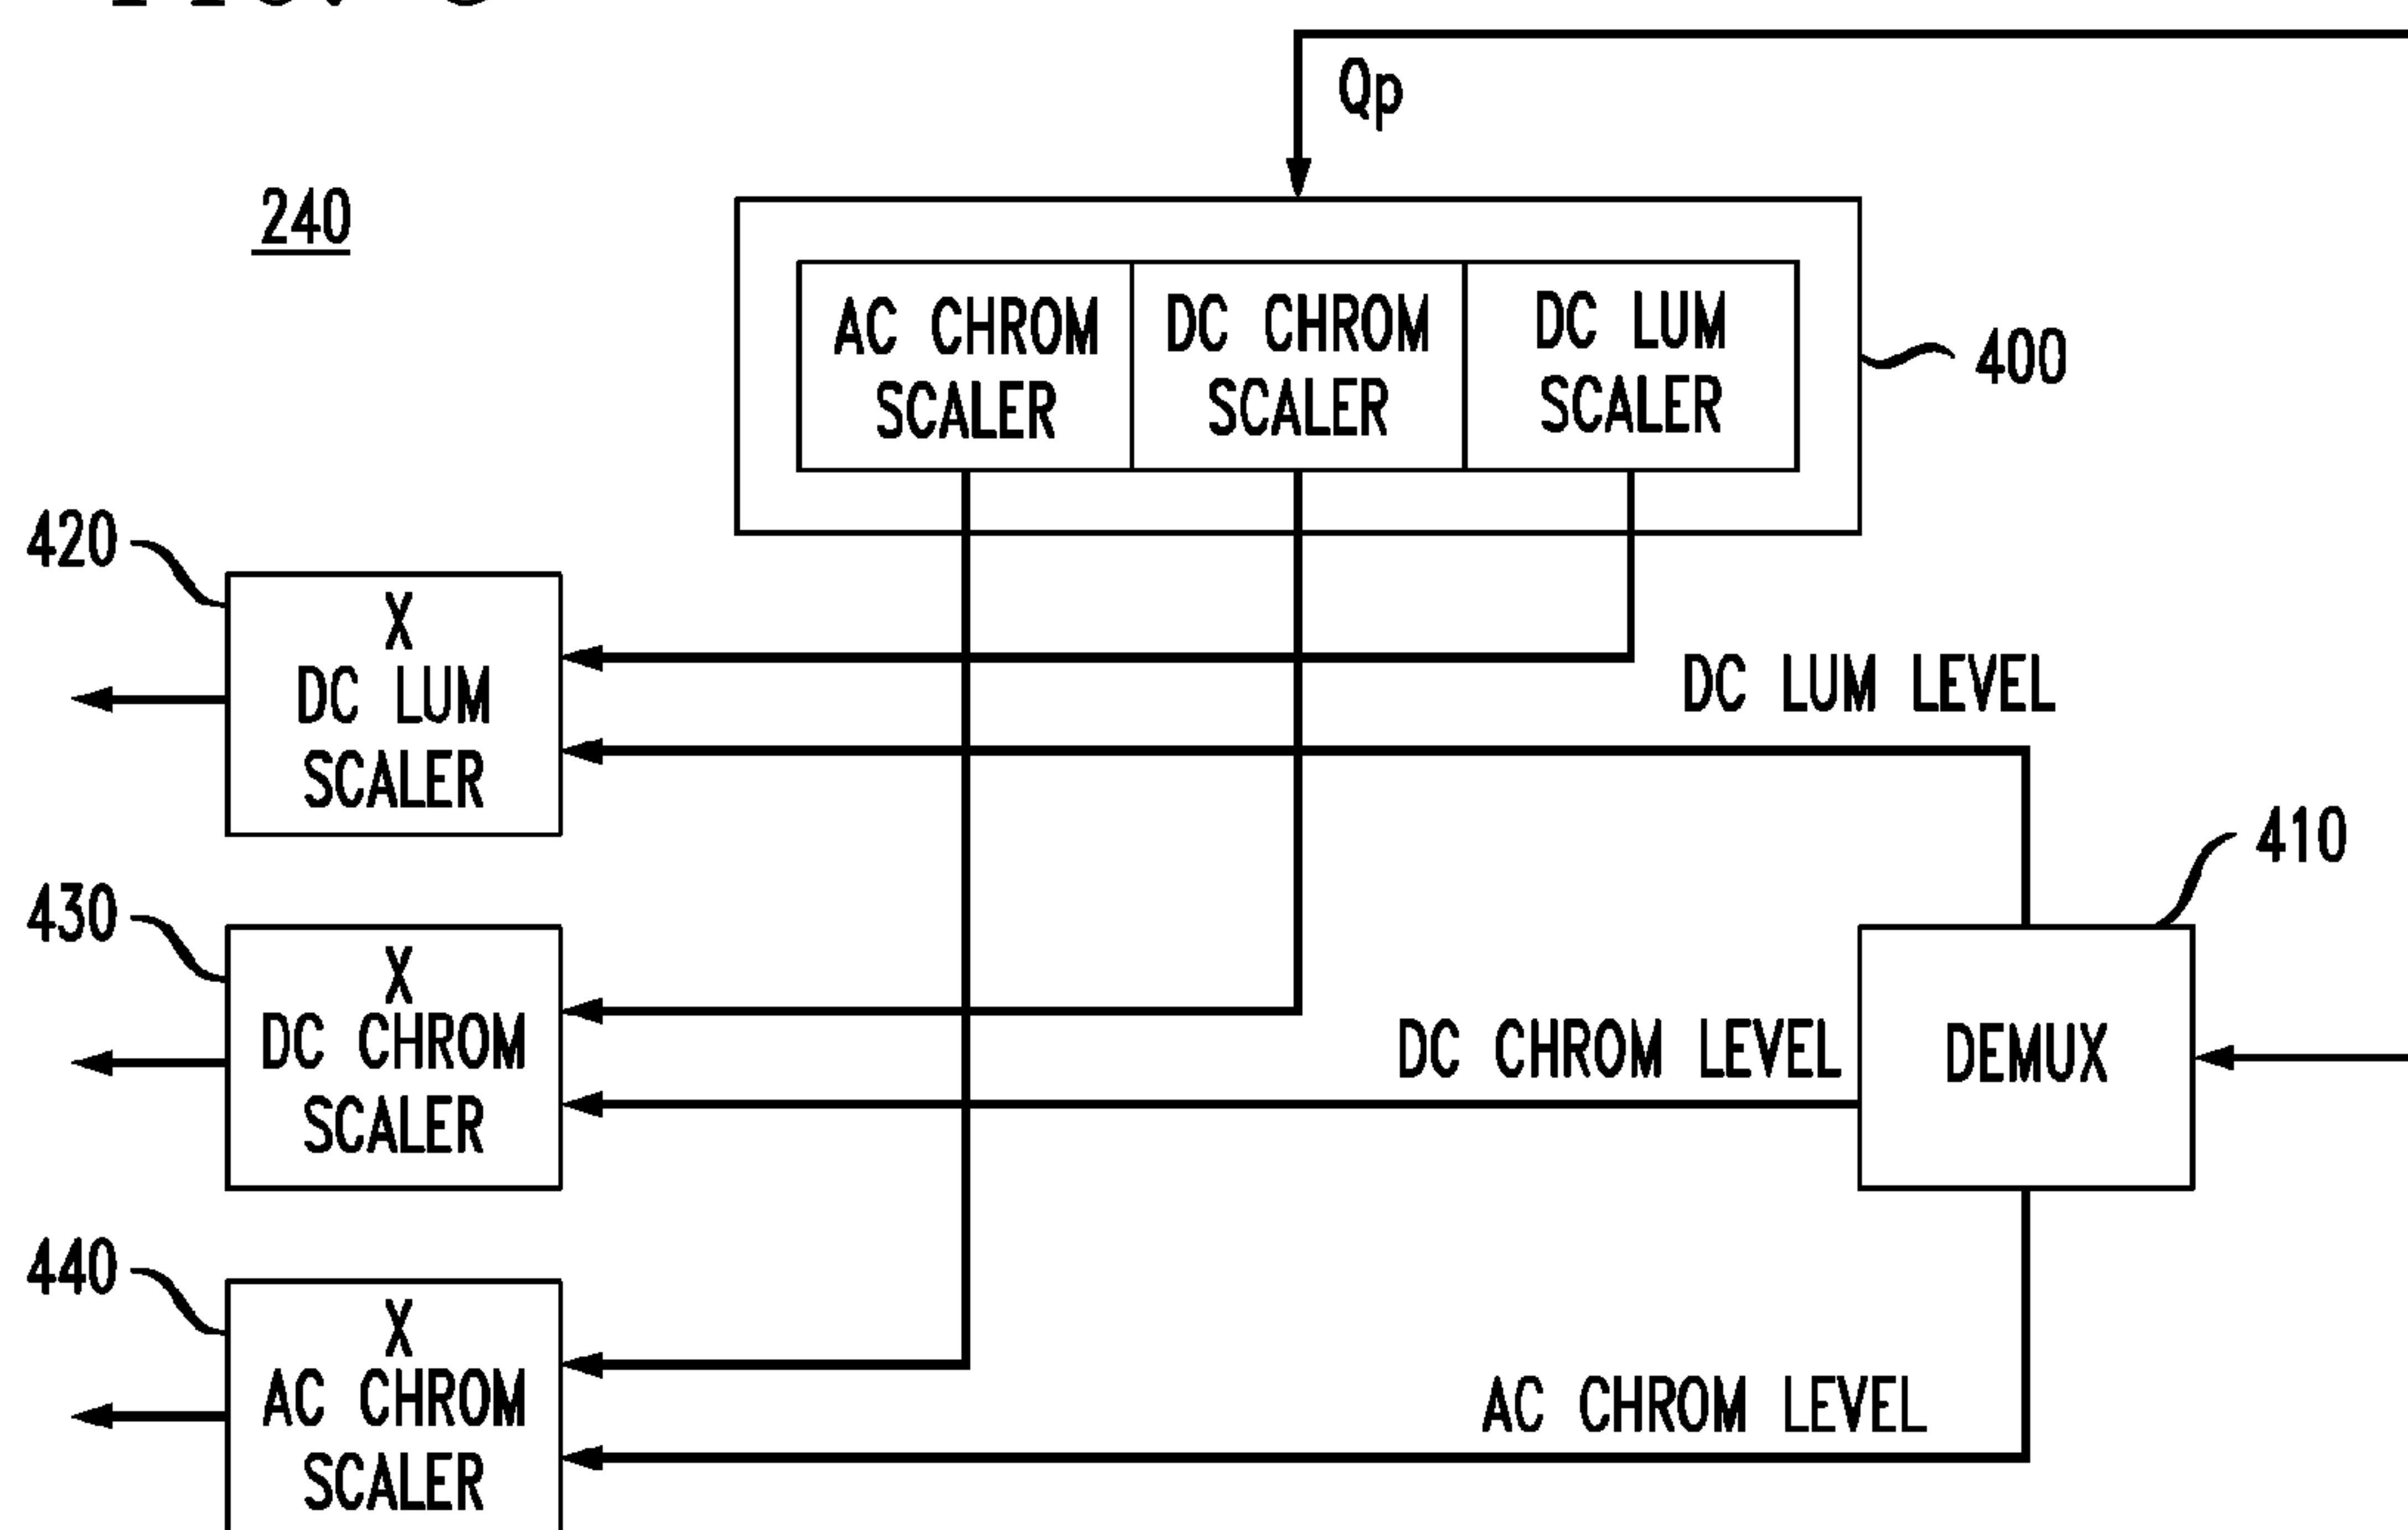 Qp
240
AC CHROM
SCALER
DC CHROM
SCALER
DC LUM
SCALER
400
420
X
DC LUM
SCALER
DC LUM LEVEL
410
430
X
DC CHROM
SCALER
DC CHROM LEVEL
DEMUX
440
X
AC CHROM
SCALER
AC CHROM LEVEL